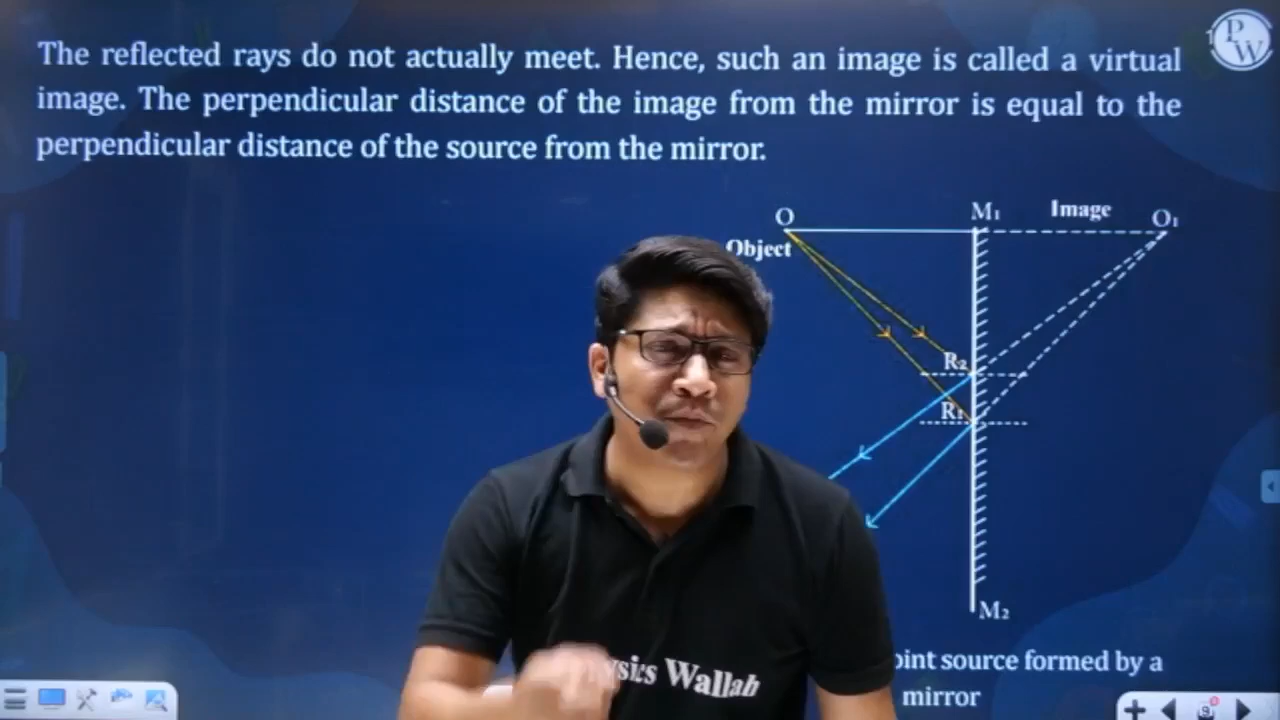 The reflected rays do not actually meet. Hence, such an image is called a virtual
image. The perpendicular distance of the image from the mirror is equal to the
perpendicular distance of the source from the mirror.
P
W
O
M₁
Image
O₁
Object
R₂
R₁
M₂
sics Wallah
oint source formed by a
mirror
9